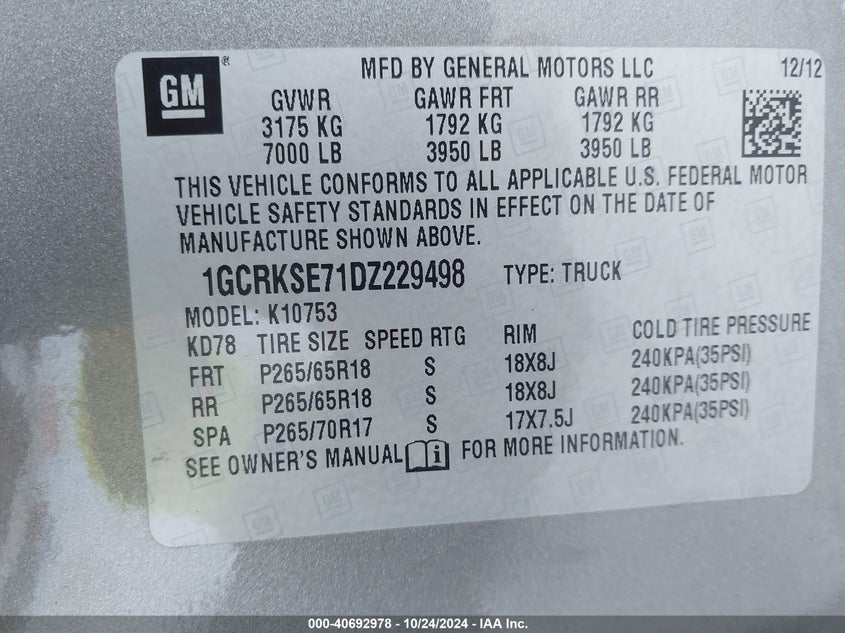 GM®
MFD BY GENERAL MOTORS LLC 12/12
GVWR GAWR FRT GAWR RR
3175 KG 1792 KG 1792 KG
7000 LB 3950 LB 3950 LB
THIS VEHICLE CONFORMS TO ALL APPLICABLE U.S. FEDERAL MOTOR
VEHICLE SAFETY STANDARDS IN EFFECT ON THE DATE OF
MANUFACTURE SHOWN ABOVE.
1GCRKSE71DZ229498 TYPE: TRUCK
MODEL: K10753
KD78 TIRE SIZE SPEED RTG RIM COLD TIRE PRESSURE
FRT P265/65R18 S 18X8J 240KPA(35PSI)
RR P265/65R18 S 18X8J 240KPA(35PSI)
SPA P265/70R17 S 17X7.5J 240KPA(35PSI)
SEE OWNER'S MANUAL FOR MORE INFORMATION.
000-40692978 - 10/24/2024 - IAA Inc.